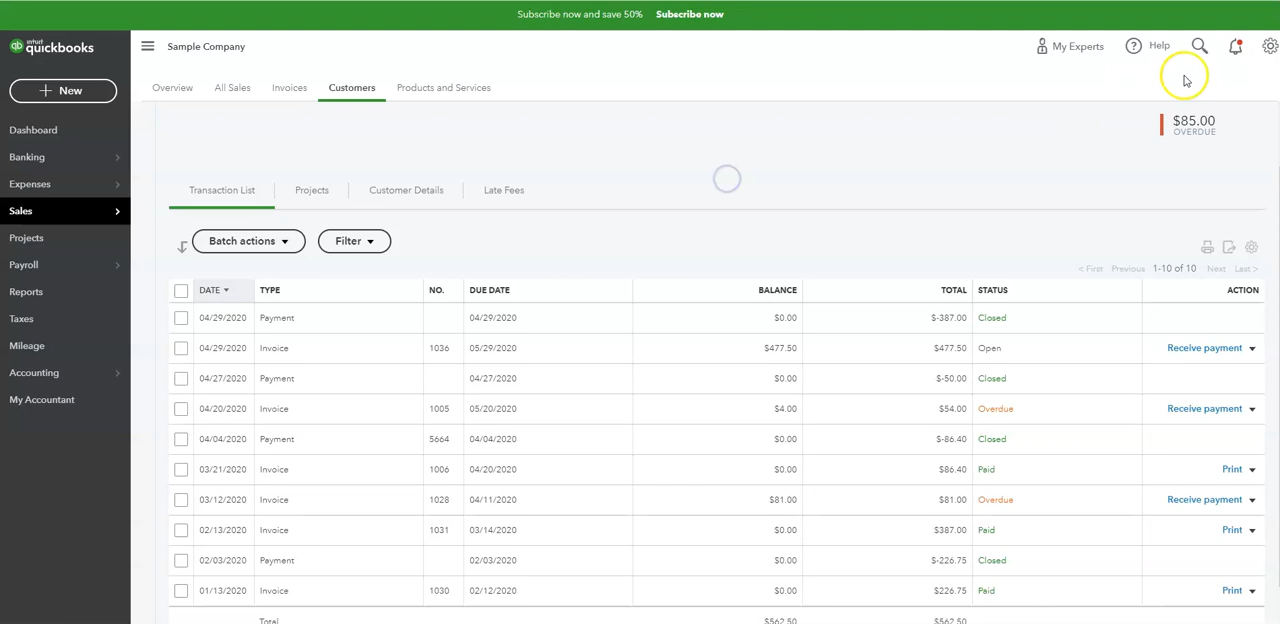 Subscribe now and save 50% Subscribe now
intuit quickbooks Sample Company My Experts Help
+ New
Overview All Sales Invoices Customers Products and Services
$85.00
OVERDUE
Dashboard
Banking
Expenses
Sales
Projects
Payroll
Reports
Taxes
Mileage
Accounting
My Accountant
Transaction List Projects Customer Details Late Fees
Batch actions Filter
< First Previous 1-10 of 10 Next Last >
DATE TYPE NO. DUE DATE BALANCE TOTAL STATUS ACTION
04/29/2020 Payment 04/29/2020 $0.00 $-387.00 Closed
04/29/2020 Invoice 1036 05/29/2020 $477.50 $477.50 Open Receive payment
04/27/2020 Payment 04/27/2020 $0.00 $-50.00 Closed
04/20/2020 Invoice 1005 05/20/2020 $4.00 $54.00 Overdue Receive payment
04/04/2020 Payment 5664 04/04/2020 $0.00 $-86.40 Closed
03/21/2020 Invoice 1006 04/20/2020 $0.00 $86.40 Paid Print
03/12/2020 Invoice 1028 04/11/2020 $81.00 $81.00 Overdue Receive payment
02/13/2020 Invoice 1031 03/14/2020 $0.00 $387.00 Paid Print
02/03/2020 Payment 02/03/2020 $0.00 $-226.75 Closed
01/13/2020 Invoice 1030 02/12/2020 $0.00 $226.75 Paid Print
Total $562.50 $562.50